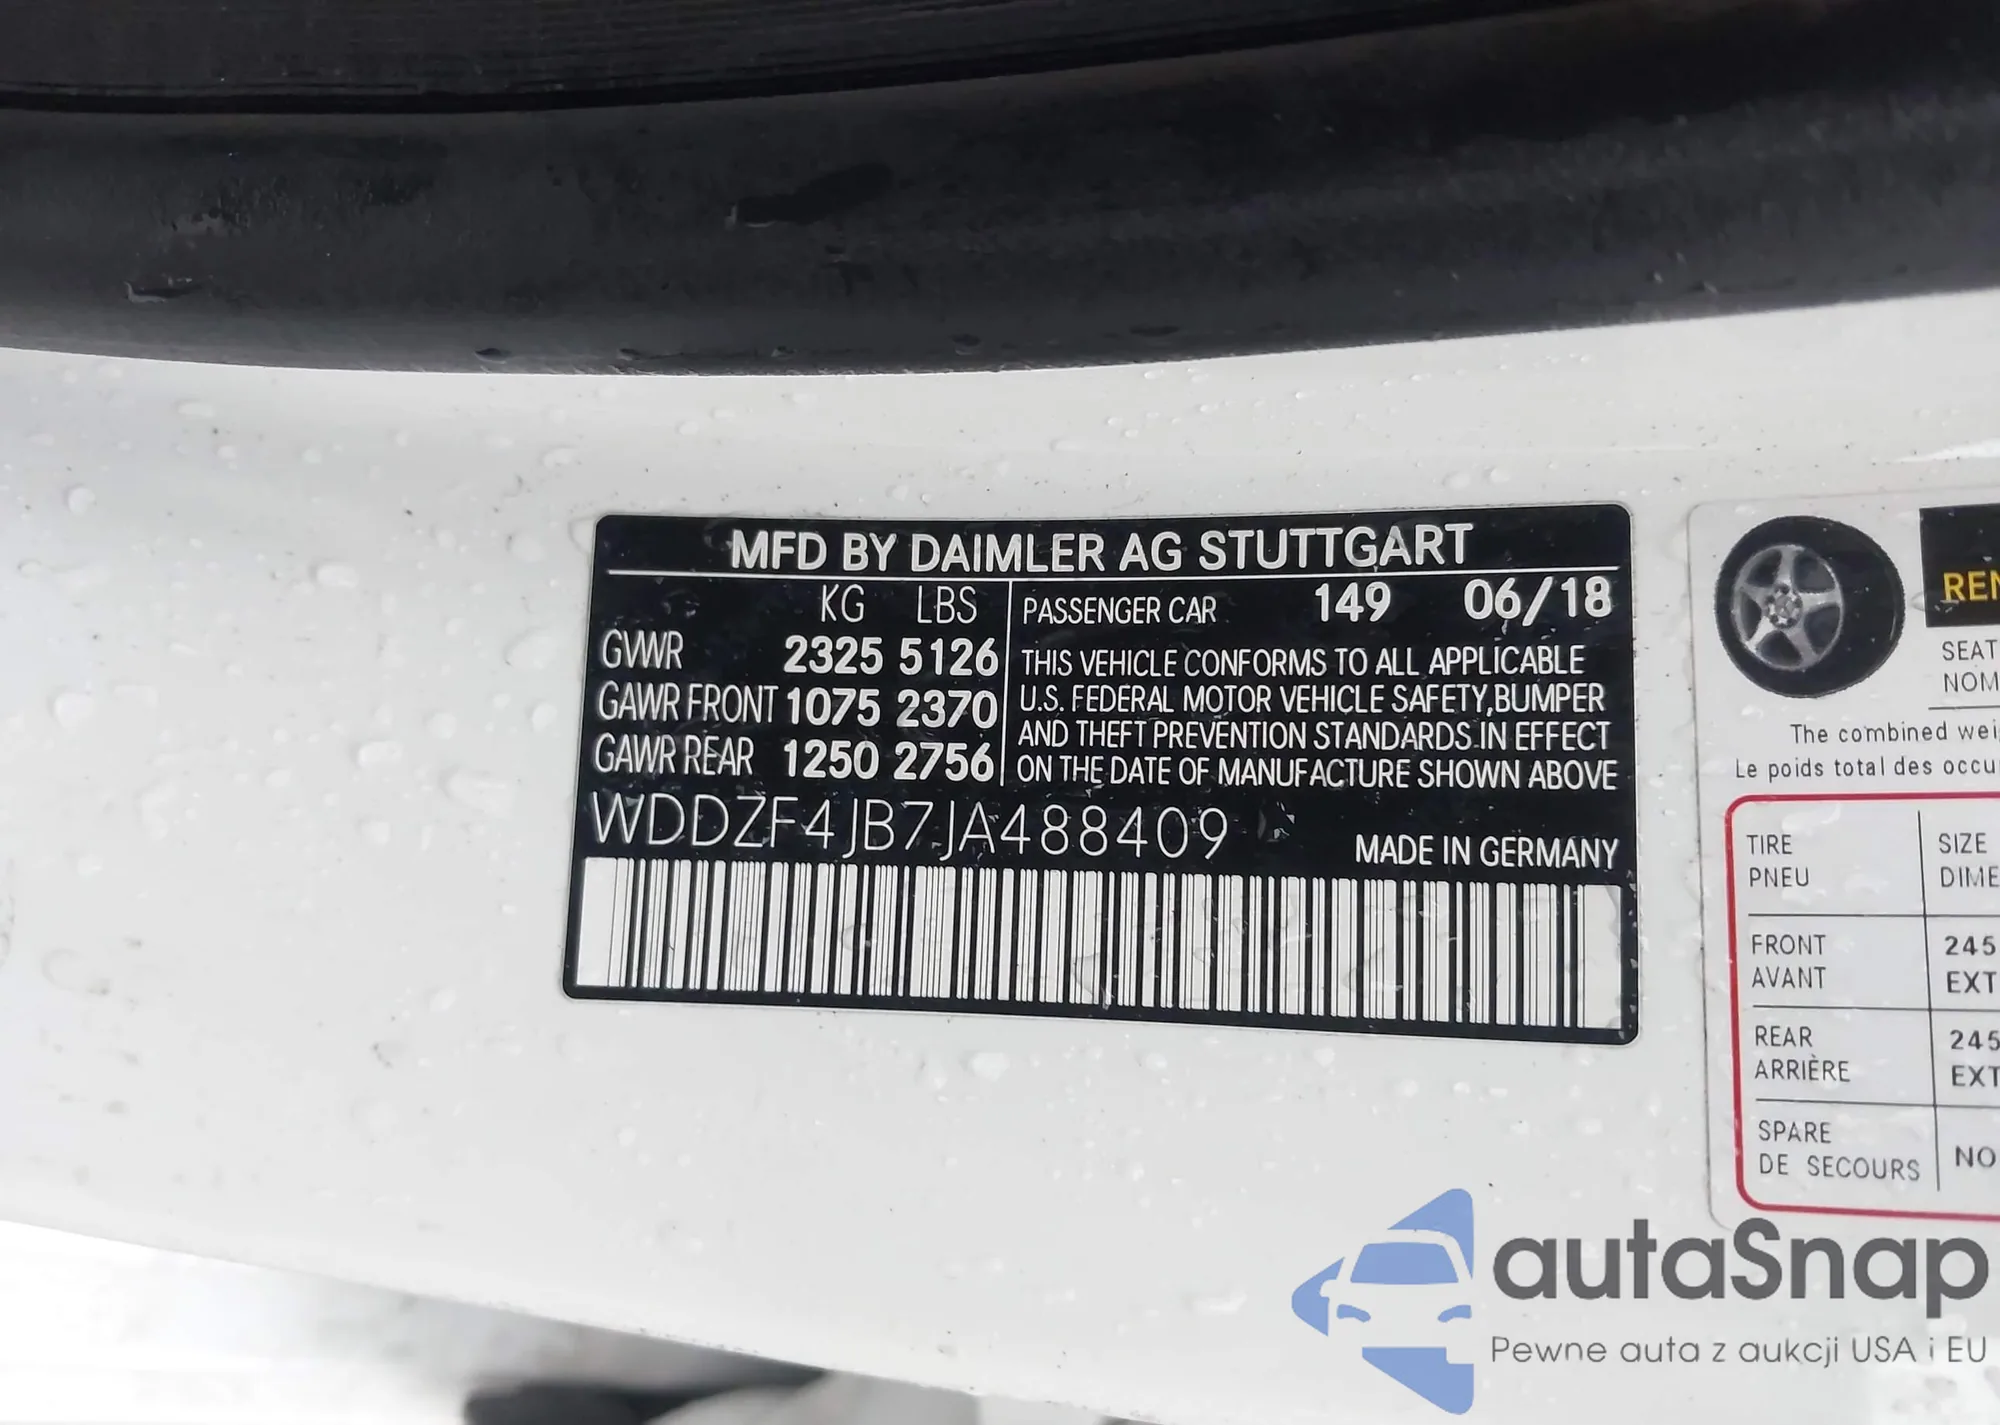 MFD BY DAIMLER AG STUTTGART
KG LBS
GVWR 2325 5126
GAWR FRONT 1075 2370
GAWR REAR 1250 2756
PASSENGER CAR 149 06/18
THIS VEHICLE CONFORMS TO ALL APPLICABLE
U.S. FEDERAL MOTOR VEHICLE SAFETY,BUMPER
AND THEFT PREVENTION STANDARDS IN EFFECT
ON THE DATE OF MANUFACTURE SHOWN ABOVE
WDDZF4JB7JA488409
MADE IN GERMANY
REN
SEAT
NOM
The combined wei
Le poids total des occu
TIRE SIZE
PNEU DIME
FRONT 245
AVANT EXT
REAR 245
ARRIÈRE EXT
SPARE NO
DE SECOURS
autaSnap
Pewne auta z aukcji USA i EU